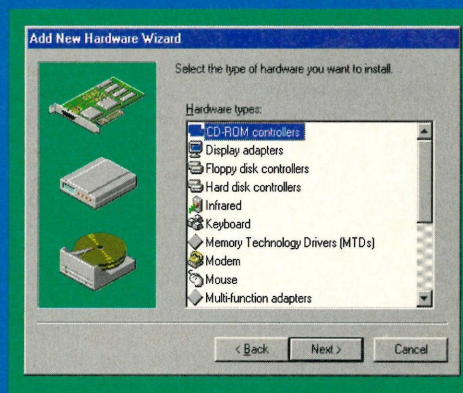 Add New Hardware Wizard
Select the type of hardware you want to install.
Hardware types:
CD-ROM controllers
Display adapters
Floppy disk controllers
Hard disk controllers
Infrared
Keyboard
Memory Technology Drivers (MTDs)
Modem
Mouse
Multi-function adapters
< Back
Next >
Cancel